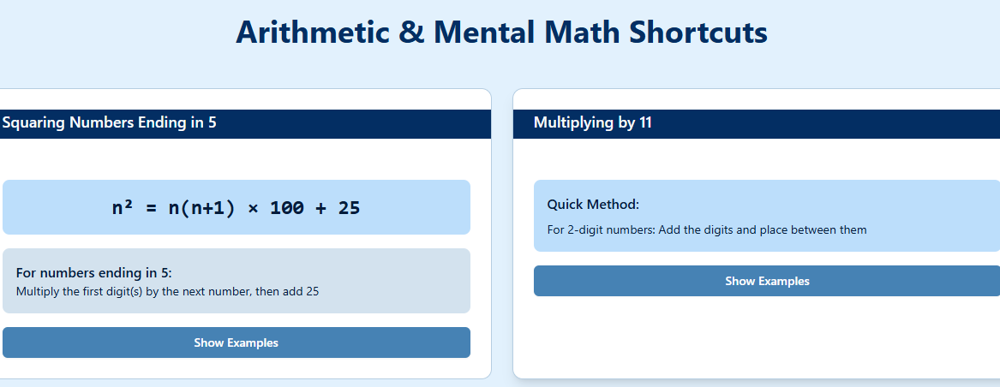 Arithmetic & Mental Math Shortcuts
Squaring Numbers Ending in 5
n² = n(n+1) × 100 + 25
For numbers ending in 5:
Multiply the first digit(s) by the next number, then add 25
Show Examples
Multiplying by 11
Quick Method:
For 2-digit numbers: Add the digits and place between them
Show Examples